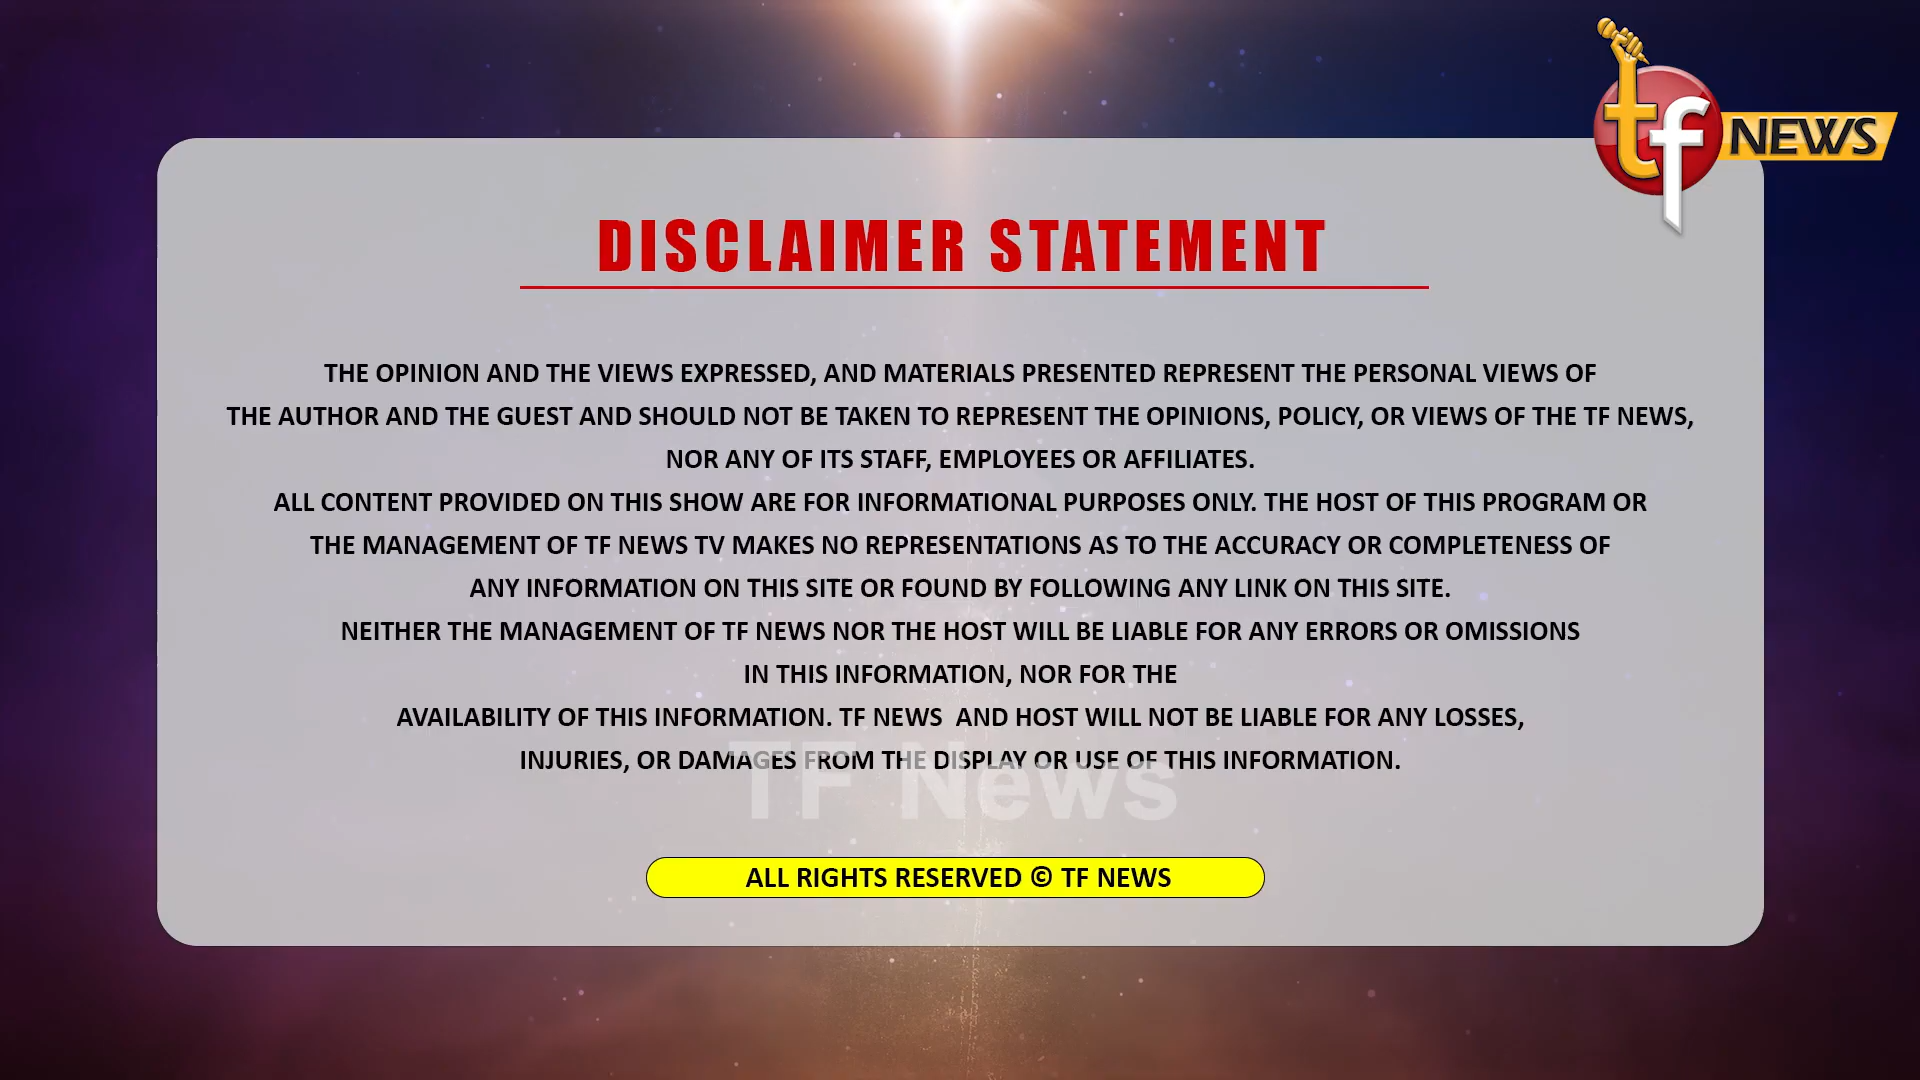 tf NEWS
DISCLAIMER STATEMENT
THE OPINION AND THE VIEWS EXPRESSED, AND MATERIALS PRESENTED REPRESENT THE PERSONAL VIEWS OF
THE AUTHOR AND THE GUEST AND SHOULD NOT BE TAKEN TO REPRESENT THE OPINIONS, POLICY, OR VIEWS OF THE TF NEWS,
NOR ANY OF ITS STAFF, EMPLOYEES OR AFFILIATES.
ALL CONTENT PROVIDED ON THIS SHOW ARE FOR INFORMATIONAL PURPOSES ONLY. THE HOST OF THIS PROGRAM OR
THE MANAGEMENT OF TF NEWS TV MAKES NO REPRESENTATIONS AS TO THE ACCURACY OR COMPLETENESS OF
ANY INFORMATION ON THIS SITE OR FOUND BY FOLLOWING ANY LINK ON THIS SITE.
NEITHER THE MANAGEMENT OF TF NEWS NOR THE HOST WILL BE LIABLE FOR ANY ERRORS OR OMISSIONS
IN THIS INFORMATION, NOR FOR THE
AVAILABILITY OF THIS INFORMATION. TF NEWS  AND HOST WILL NOT BE LIABLE FOR ANY LOSSES,
INJURIES, OR DAMAGES FROM THE DISPLAY OR USE OF THIS INFORMATION.
TF News
ALL RIGHTS RESERVED © TF NEWS